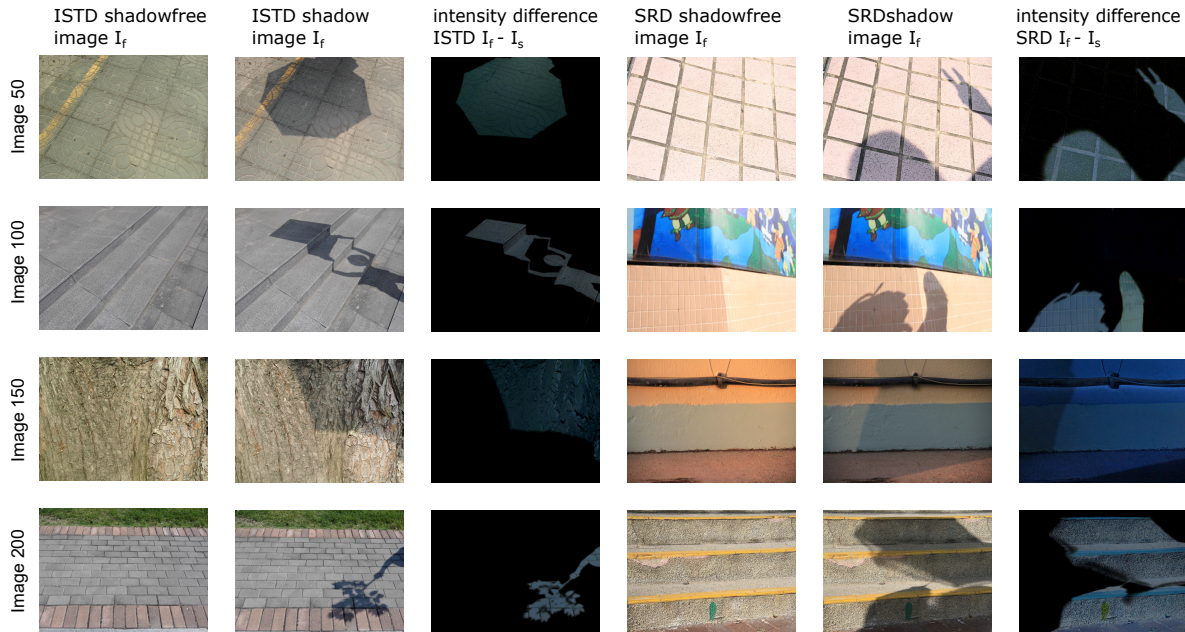 ISTD shadowfree
image I_f
ISTD shadow
image I_f
intensity difference
ISTD I_f - I_s
SRD shadowfree
image I_f
SRDshadow
image I_f
intensity difference
SRD I_f - I_s
Image 50
Image 100
Image 150
Image 200